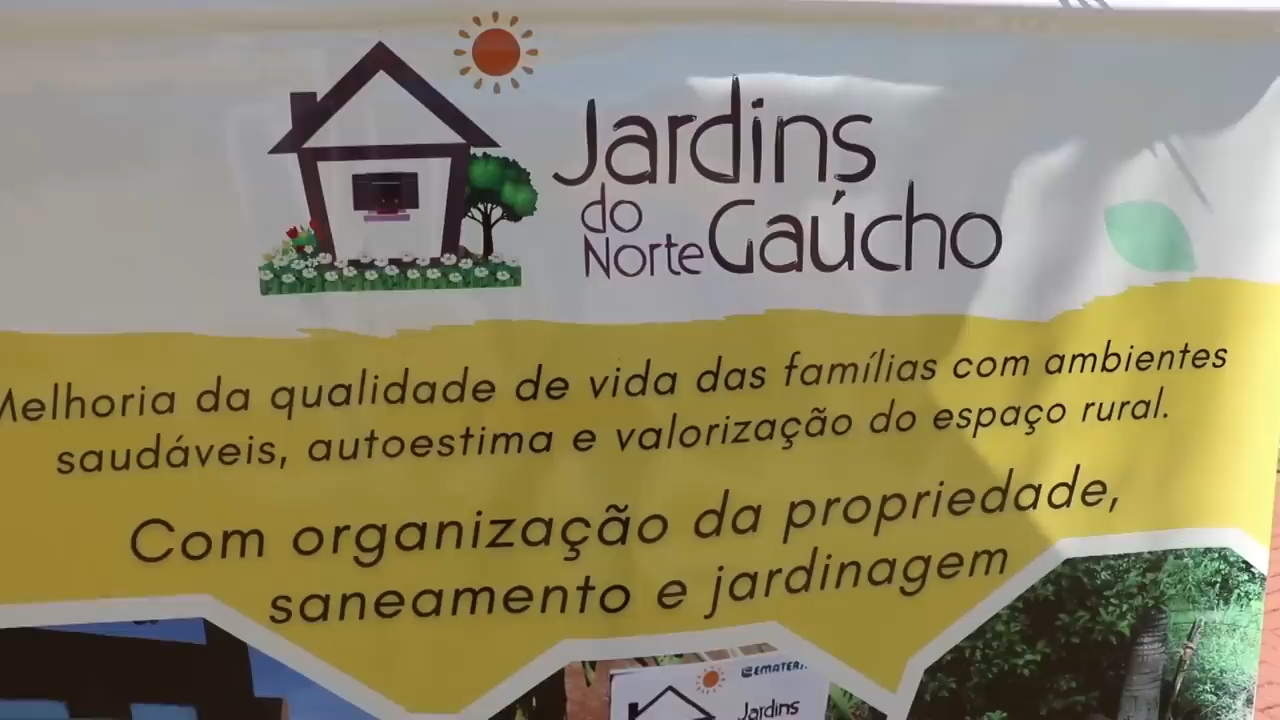 Jardins
do
Norte Gaúcho
Melhoria da qualidade de vida das famílias com ambientes
saudáveis, autoestima e valorização do espaço rural.
Com organização da propriedade,
saneamento e jardinagem
EMATER
Jardins